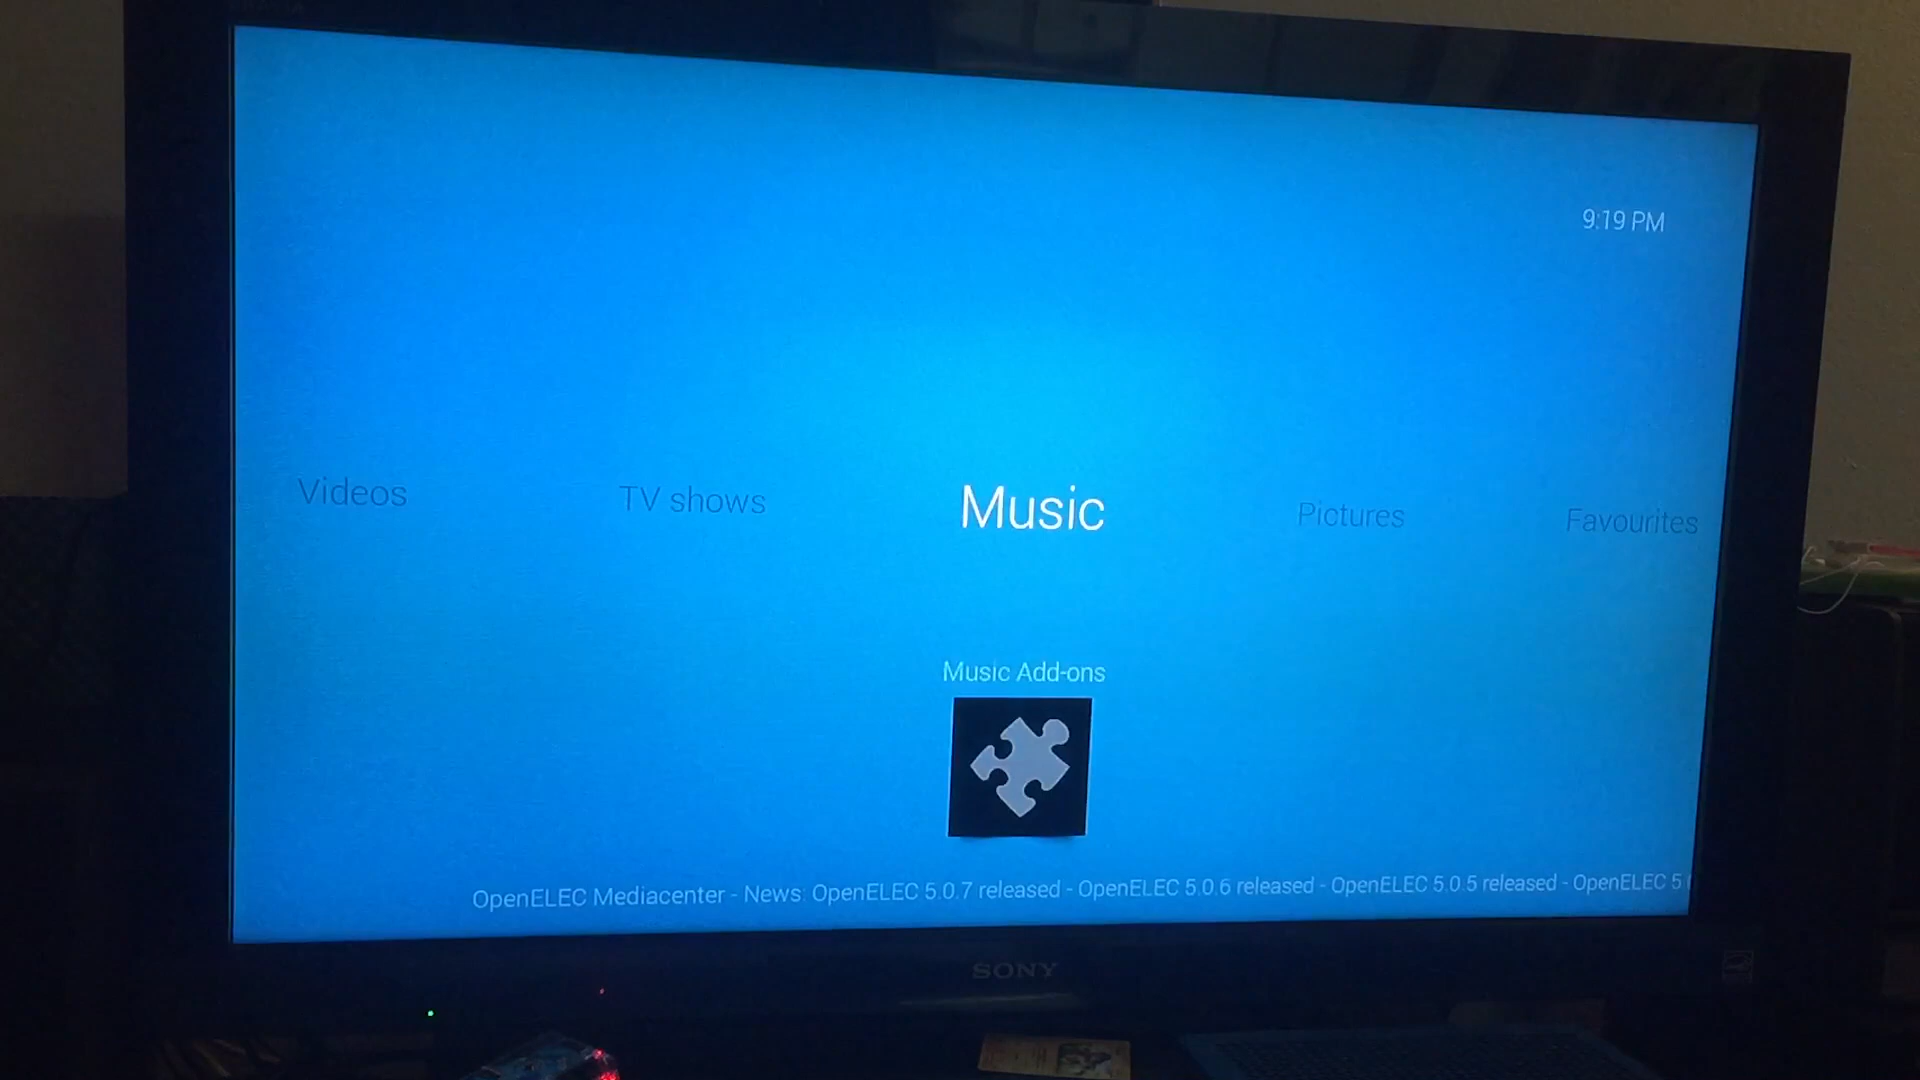 9:19 PM
Videos
TV shows
Music
Pictures
Favourites
Music Add-ons
OpenELEC Mediacenter - News: OpenELEC 5.0.7 released - OpenELEC 5.0.6 released - OpenELEC 5.0.5 released - OpenELEC 5
SONY